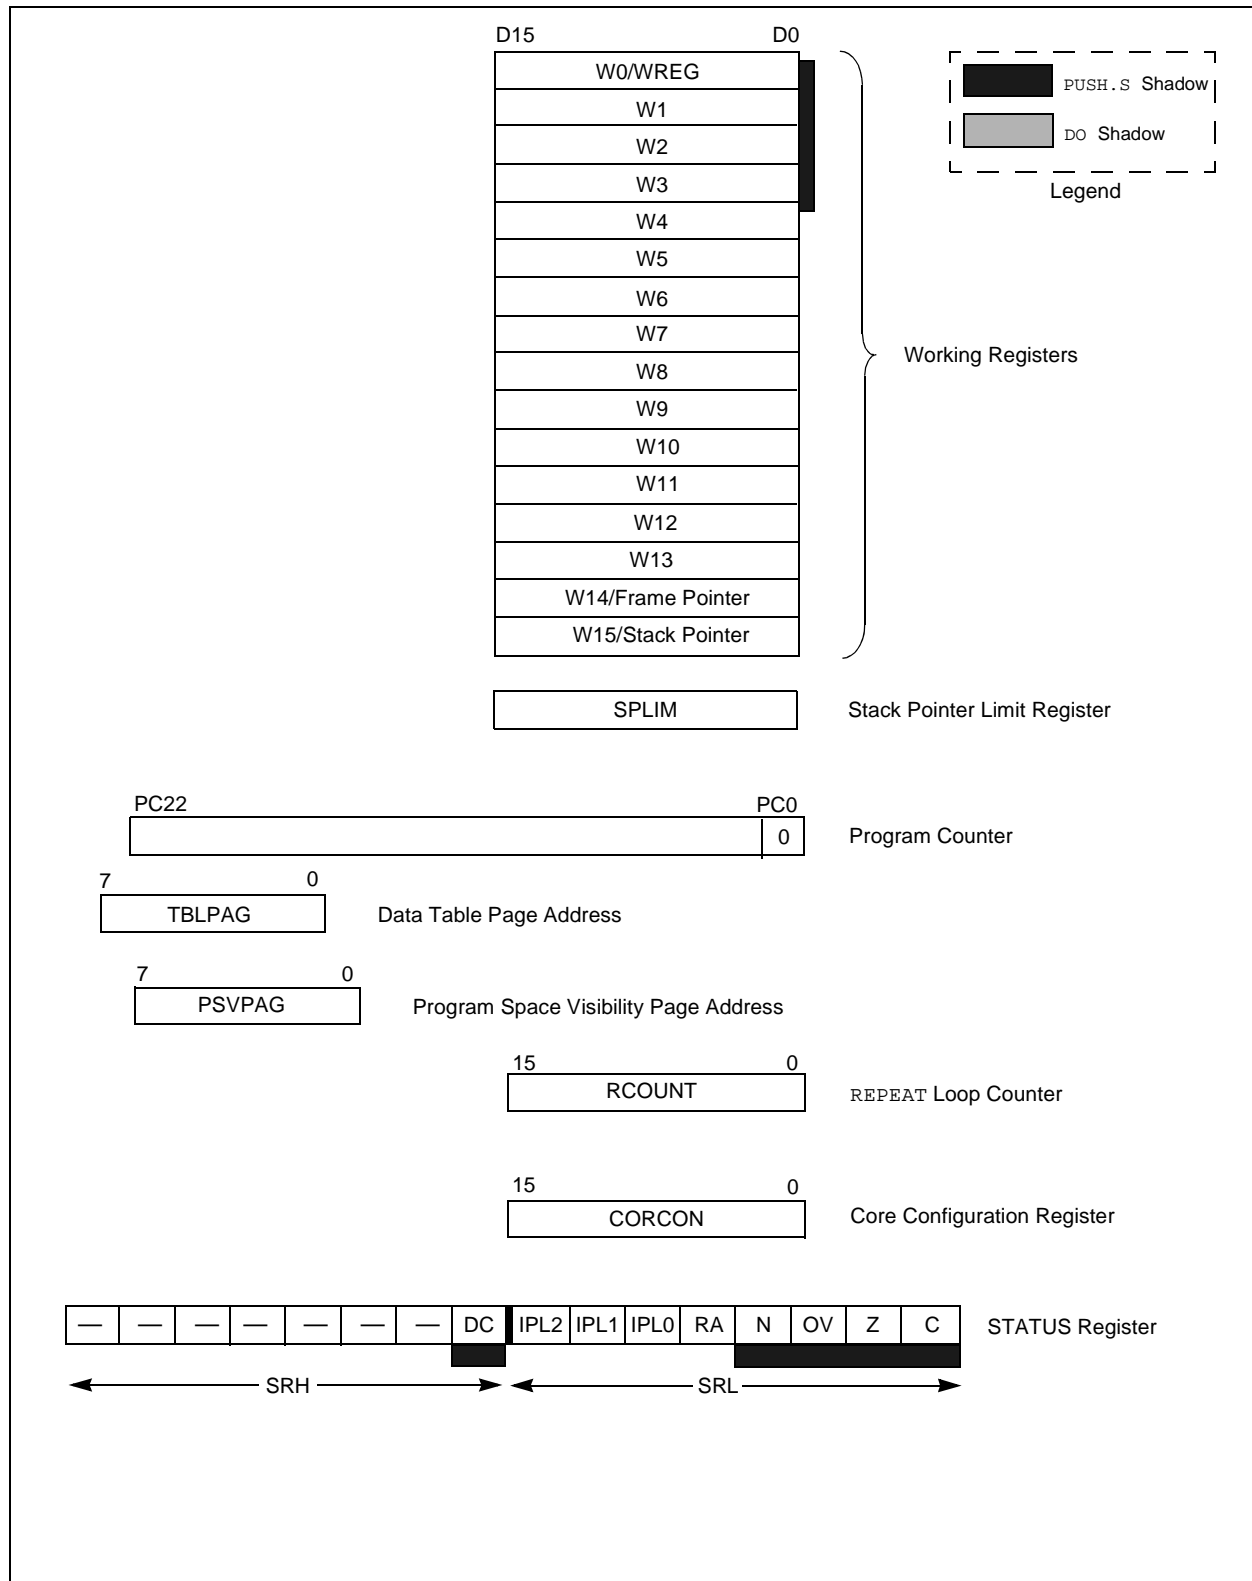 D15 D0
W0/WREG
W1
W2
W3
W4
W5
W6
W7
W8
W9
W10
W11
W12
W13
W14/Frame Pointer
W15/Stack Pointer
PUSH.S Shadow
DO Shadow
Legend
Working Registers
SPLIM Stack Pointer Limit Register
PC22 PC0
0 Program Counter
7 0
TBLPAG Data Table Page Address
7 0
PSVPAG Program Space Visibility Page Address
15 0
RCOUNT REPEAT Loop Counter
15 0
CORCON Core Configuration Register
— — — — — — — DC IPL2 IPL1 IPL0 RA N OV Z C STATUS Register
SRH SRL